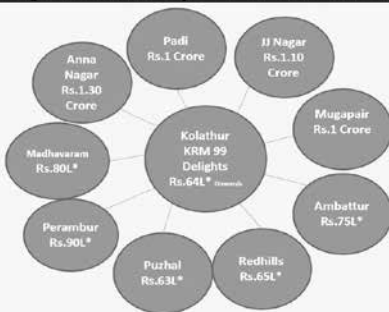 Padi
Rs.1 Crore
JJ Nagar
Rs.1.10
Crore
Anna
Nagar
Rs.1.30
Crore
Mugapair
Rs.1 Crore
Kolathur
KRM 99
Delights
Rs.64L* Onwards
Madhavaram
Rs.80L*
Ambattur
Rs.75L*
Perambur
Rs.90L*
Puzhal
Rs.63L*
Redhills
Rs.65L*